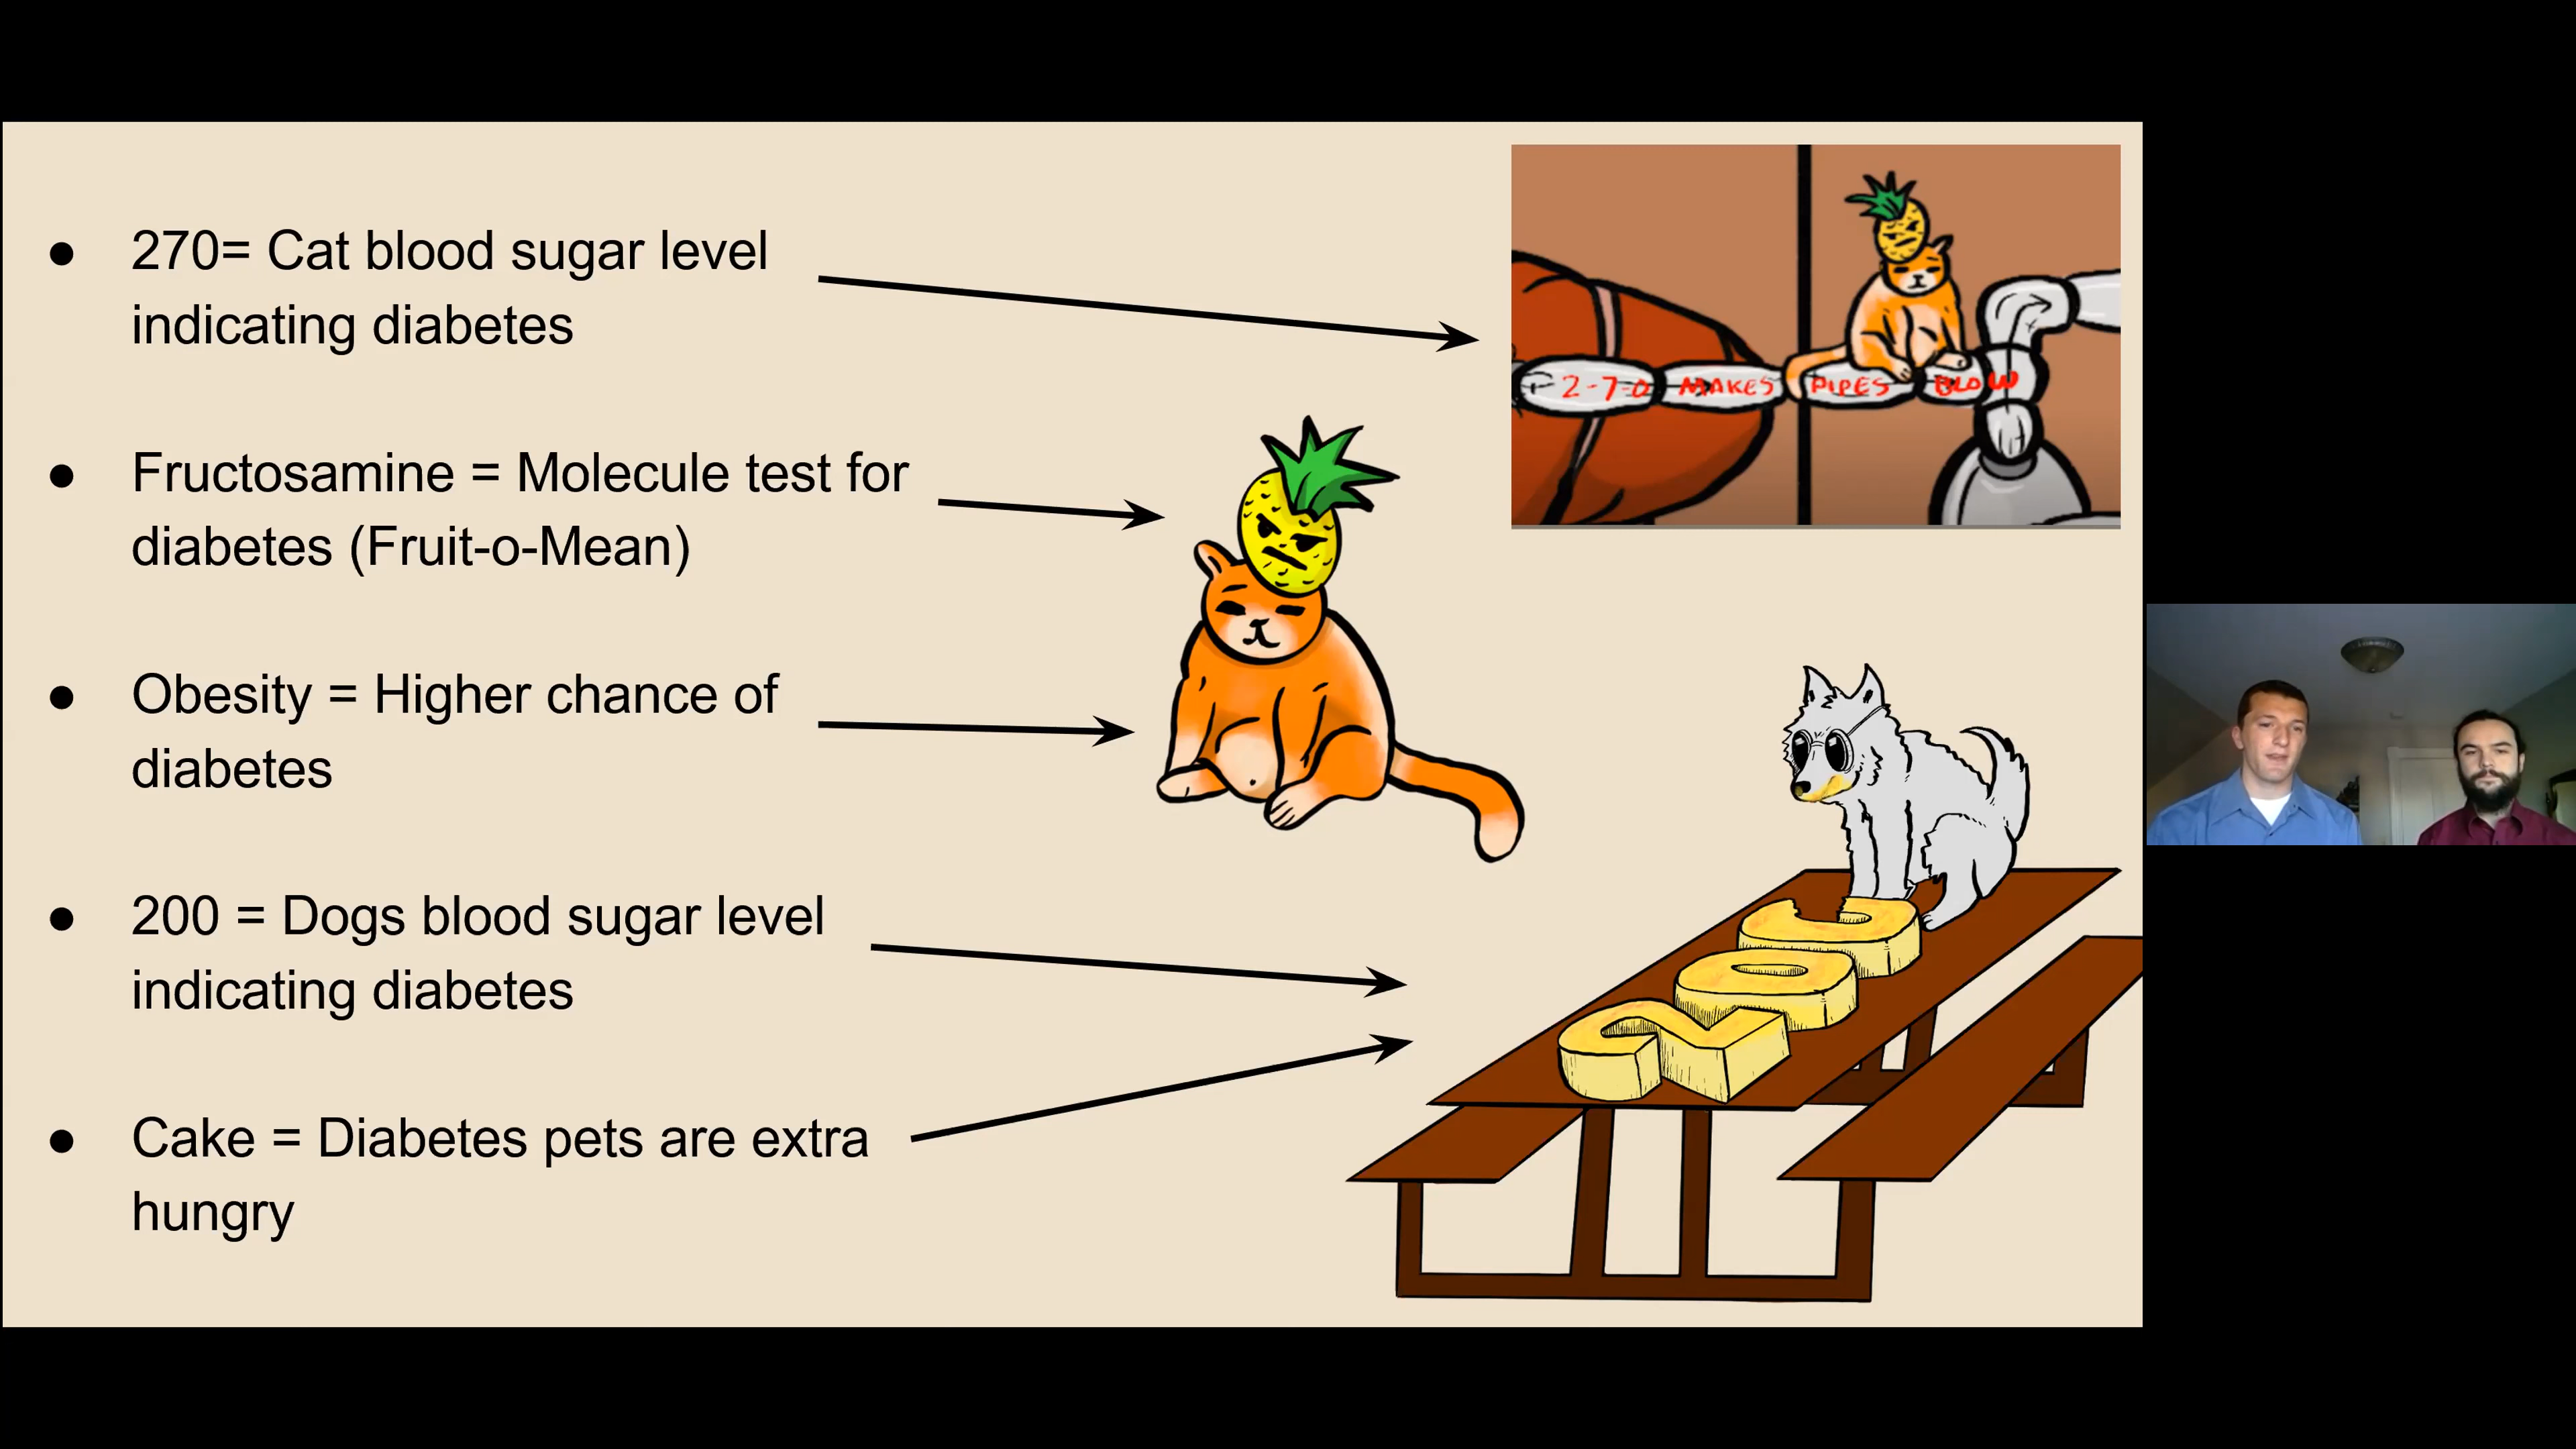 ● 270= Cat blood sugar level
indicating diabetes
● Fructosamine = Molecule test for
diabetes (Fruit-o-Mean)
● Obesity = Higher chance of
diabetes
● 200 = Dogs blood sugar level
indicating diabetes
● Cake = Diabetes pets are extra
hungry
2-7-0 MAKES PIPES BLOW
200